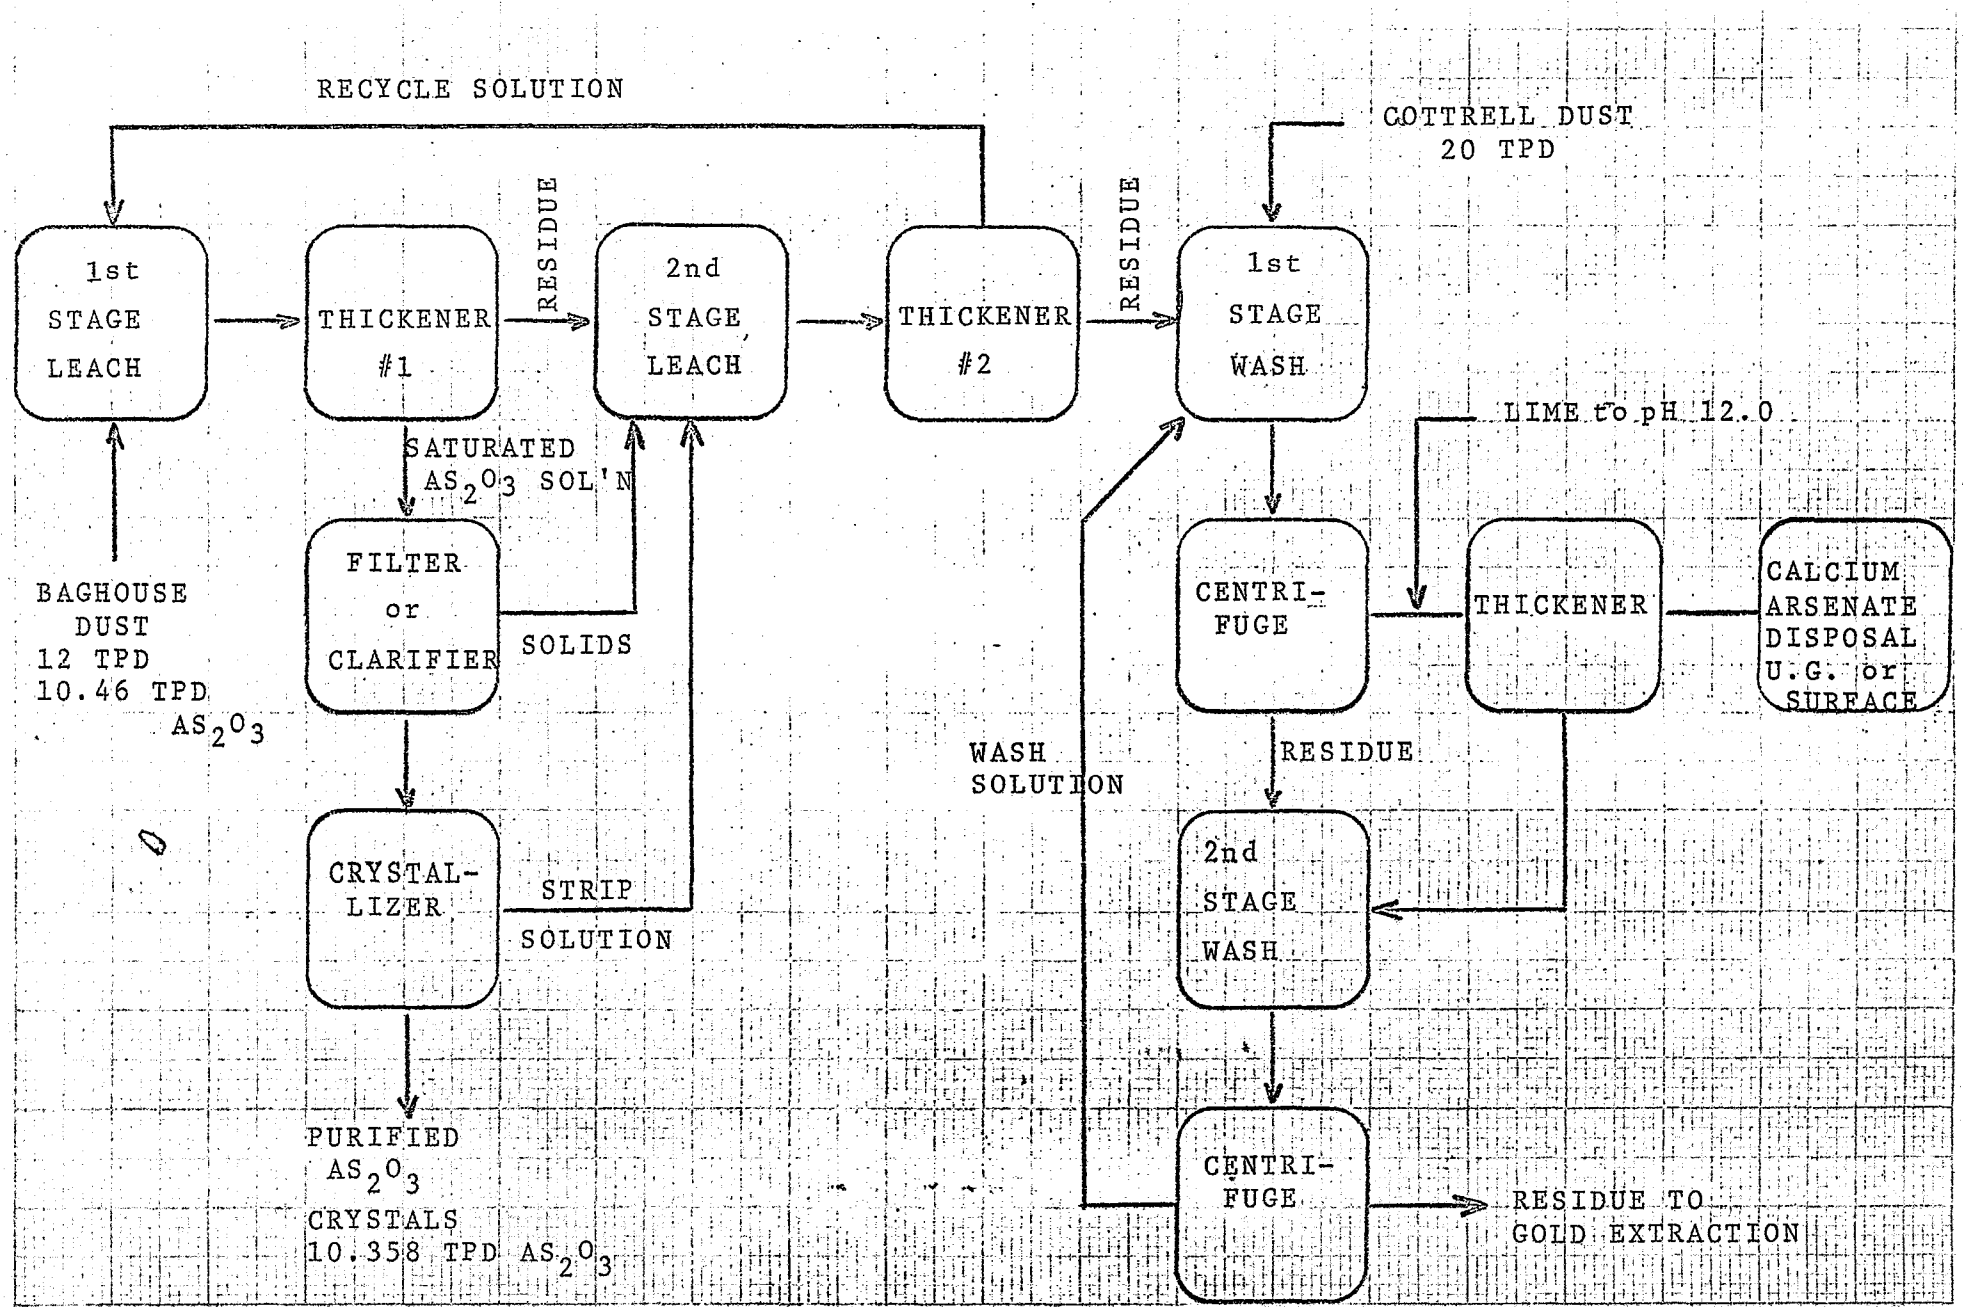 RECYCLE SOLUTION
COTTRELL DUST
20 TPD
1st
STAGE
LEACH
THICKENER
#1
RESIDUE
2nd
STAGE
LEACH
THICKENER
#2
RESIDUE
1st
STAGE
WASH
LIME to pH 12.0
SATURATED
AS2O3 SOL'N
BAGHOUSE
DUST
12 TPD
10.46 TPD
AS2O3
FILTER
or
CLARIFIER
SOLIDS
CENTRI-
FUGE
THICKENER
CALCIUM
ARSENATE
DISPOSAL
U.G. or
SURFACE
WASH
SOLUTION
RESIDUE
CRYSTAL-
LIZER
STRIP
SOLUTION
2nd
STAGE
WASH
PURIFIED
AS2O3
CRYSTALS
10.358 TPD AS2O3
CENTRI-
FUGE
RESIDUE TO
GOLD EXTRACTION